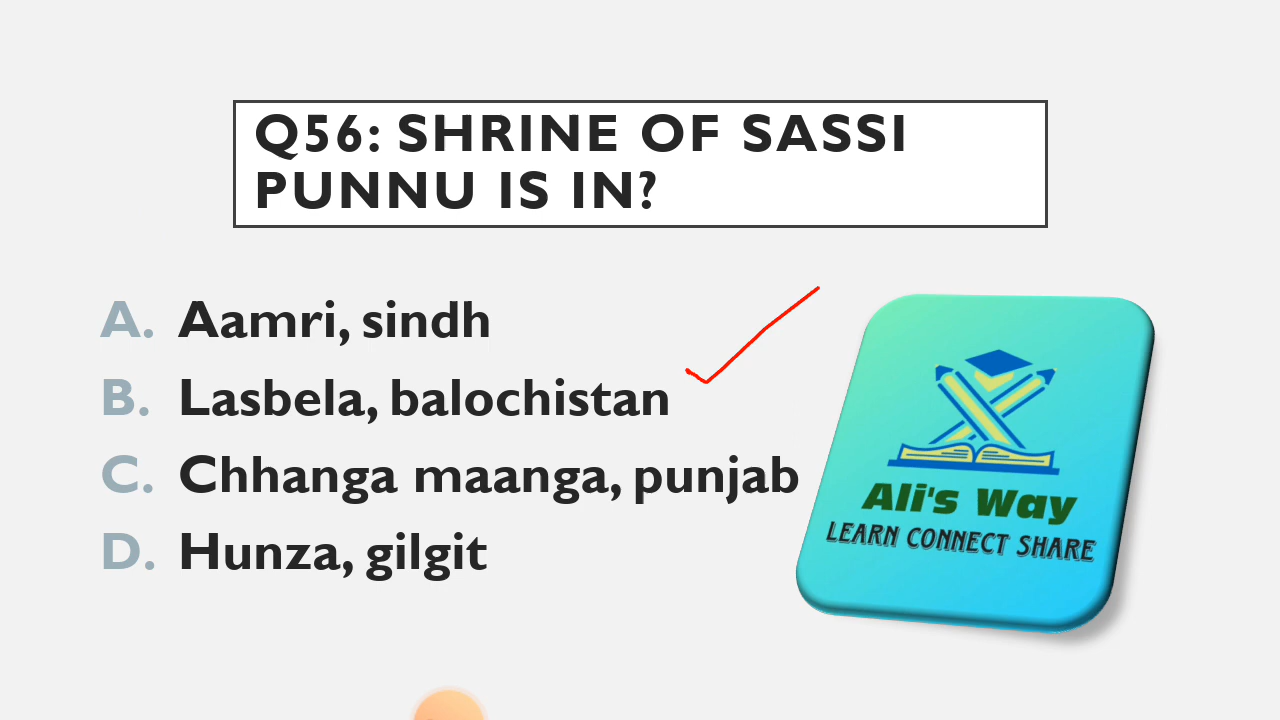 Q56: SHRINE OF SASSI
PUNNU IS IN?
A. Aamri, sindh
B. Lasbela, balochistan
C. Chhanga maanga, punjab
D. Hunza, gilgit
Ali's Way
LEARN CONNECT SHARE